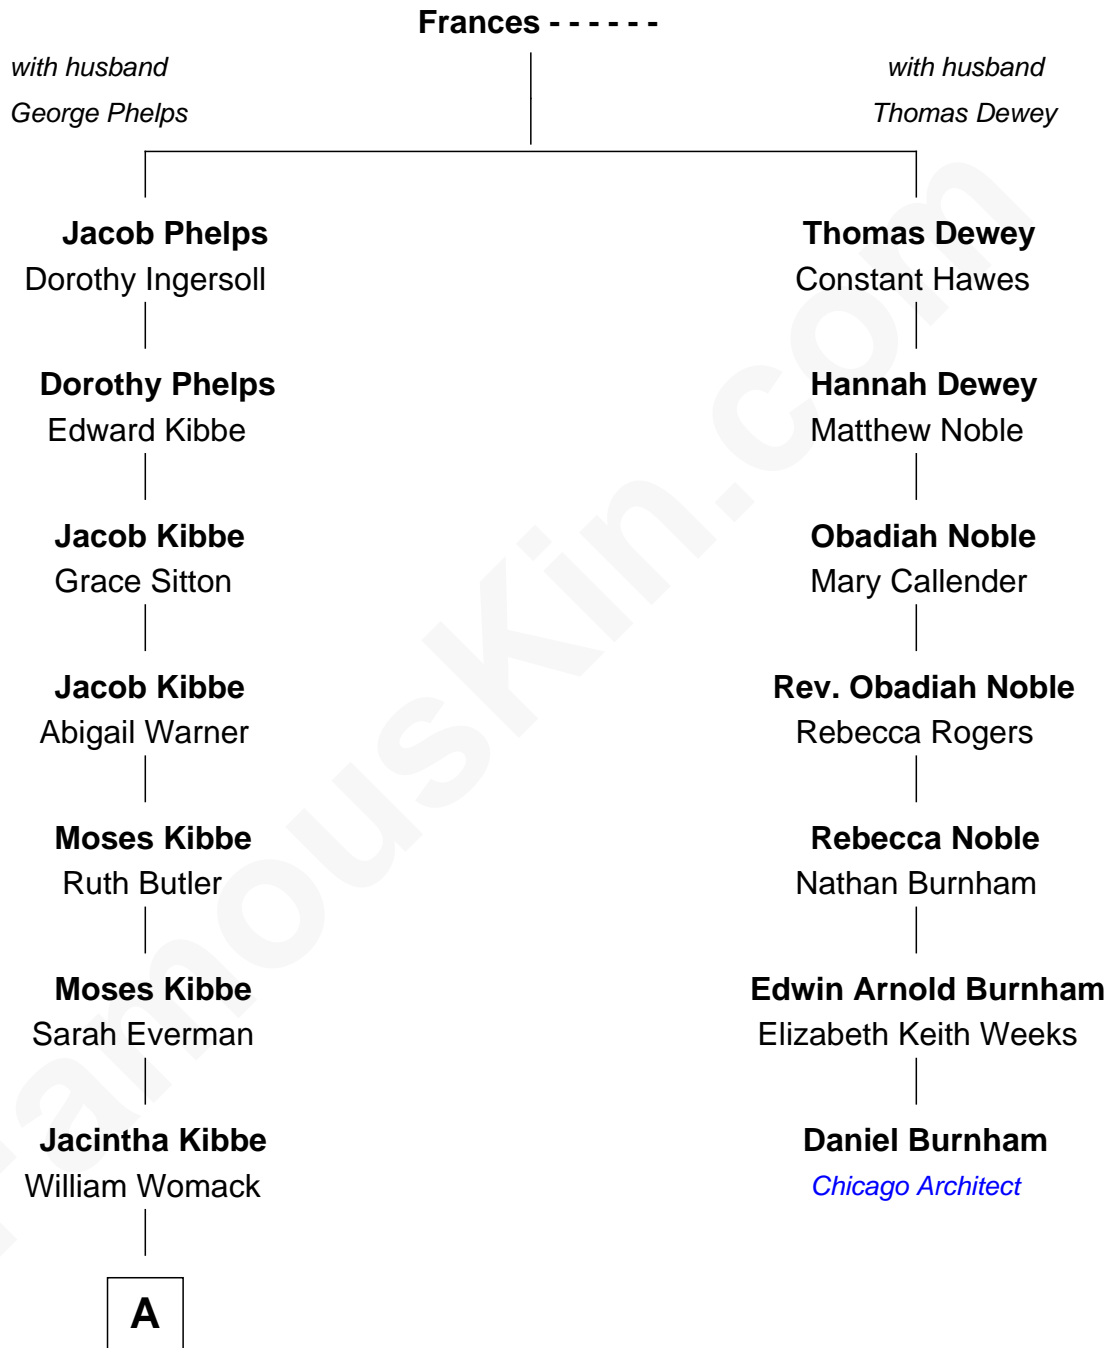 Frances - - - - - -
with husband
George Phelps
with husband
Thomas Dewey
Jacob Phelps
Dorothy Ingersoll
Thomas Dewey
Constant Hawes
Dorothy Phelps
Edward Kibbe
Hannah Dewey
Matthew Noble
Jacob Kibbe
Grace Sitton
Obadiah Noble
Mary Callender
Jacob Kibbe
Abigail Warner
Rev. Obadiah Noble
Rebecca Rogers
Moses Kibbe
Ruth Butler
Rebecca Noble
Nathan Burnham
Moses Kibbe
Sarah Everman
Edwin Arnold Burnham
Elizabeth Keith Weeks
Jacintha Kibbe
William Womack
Daniel Burnham
Chicago Architect
A
FamousKin.com